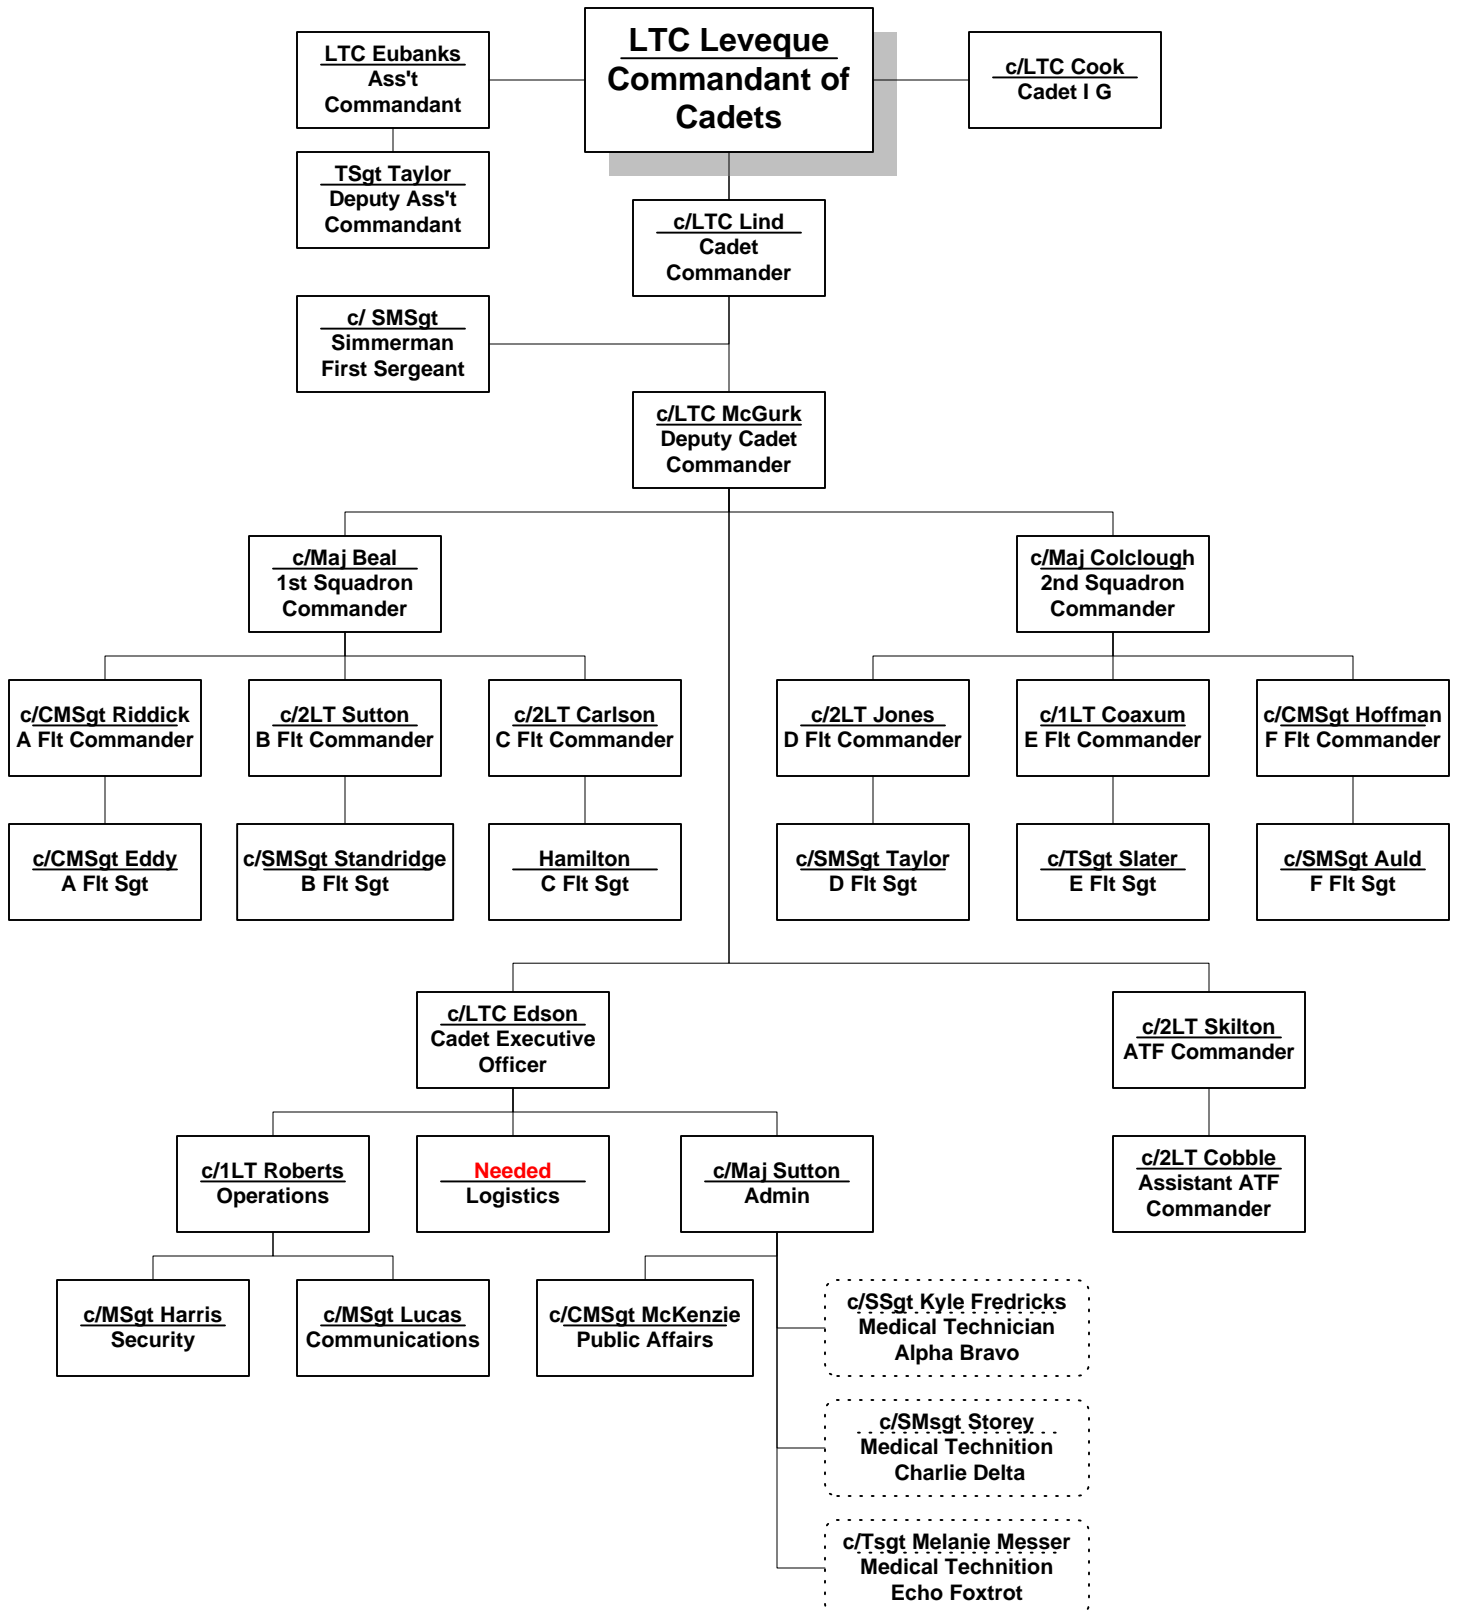 LTC Leveque
Commandant of
Cadets
LTC Eubanks
Ass't
Commandant
c/LTC Cook
Cadet I G
TSgt Taylor
Deputy Ass't
Commandant
c/LTC Lind
Cadet
Commander
c/ SMSgt
Simmerman
First Sergeant
c/LTC McGurk
Deputy Cadet
Commander
c/Maj Beal
1st Squadron
Commander
c/Maj Colclough
2nd Squadron
Commander
c/CMSgt Riddick
A Flt Commander
c/2LT Sutton
B Flt Commander
c/2LT Carlson
C Flt Commander
c/2LT Jones
D Flt Commander
c/1LT Coaxum
E Flt Commander
c/CMSgt Hoffman
F Flt Commander
c/CMSgt Eddy
A Flt Sgt
c/SMSgt Standridge
B Flt Sgt
Hamilton
C Flt Sgt
c/SMSgt Taylor
D Flt Sgt
c/TSgt Slater
E Flt Sgt
c/SMSgt Auld
F Flt Sgt
c/LTC Edson
Cadet Executive
Officer
c/2LT Skilton
ATF Commander
c/1LT Roberts
Operations
Needed
Logistics
c/Maj Sutton
Admin
c/2LT Cobble
Assistant ATF
Commander
c/MSgt Harris
Security
c/MSgt Lucas
Communications
c/CMSgt McKenzie
Public Affairs
c/SSgt Kyle Fredricks
Medical Technician
Alpha Bravo
c/SMsgt Storey
Medical Technition
Charlie Delta
c/Tsgt Melanie Messer
Medical Technition
Echo Foxtrot